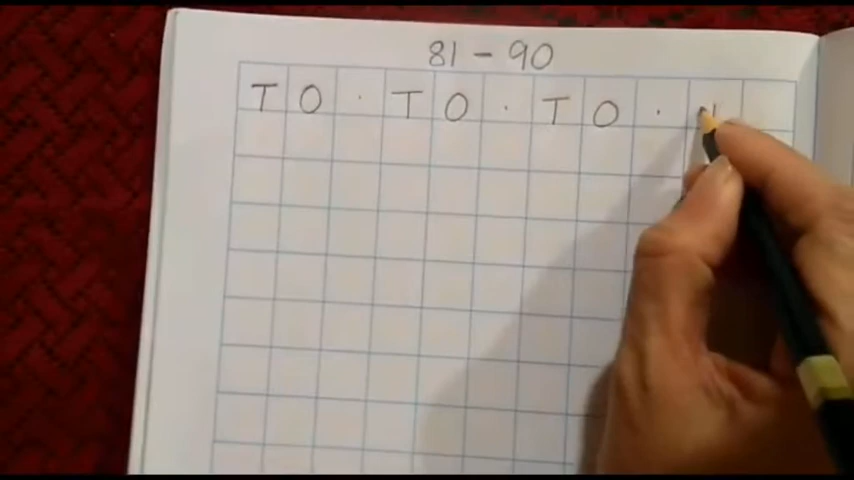 81 - 90
T O . T O . T O .